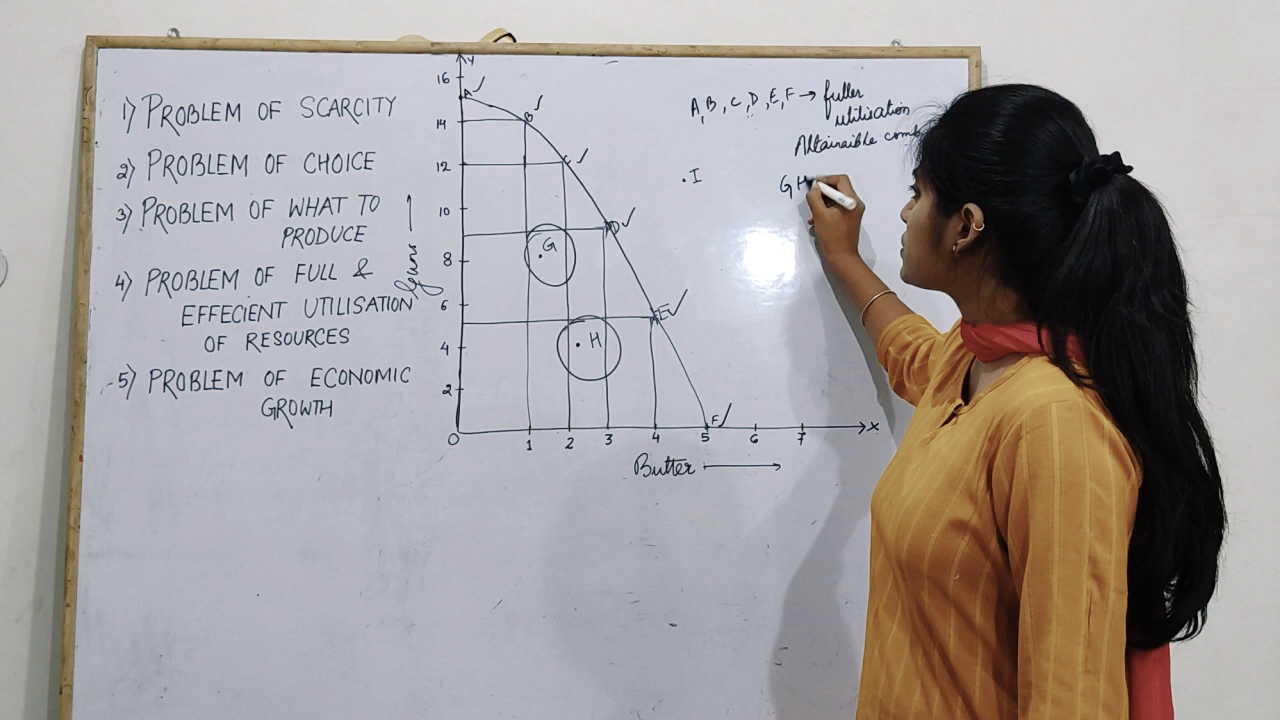 1) PROBLEM OF SCARCITY
2) PROBLEM OF CHOICE
3) PROBLEM OF WHAT TO
PRODUCE
4) PROBLEM OF FULL &
EFFECIENT UTILISATION
OF RESOURCES
5) PROBLEM OF ECONOMIC
GROWTH
Y
16
14
12
10
8
6
4
2
0
1
2
3
4
5
6
7
X
Guns
Butter
A
B
C
D
E
F
G
H
I
A, B, C, D, E, F → fuller
utilisation
Attainaible
G H